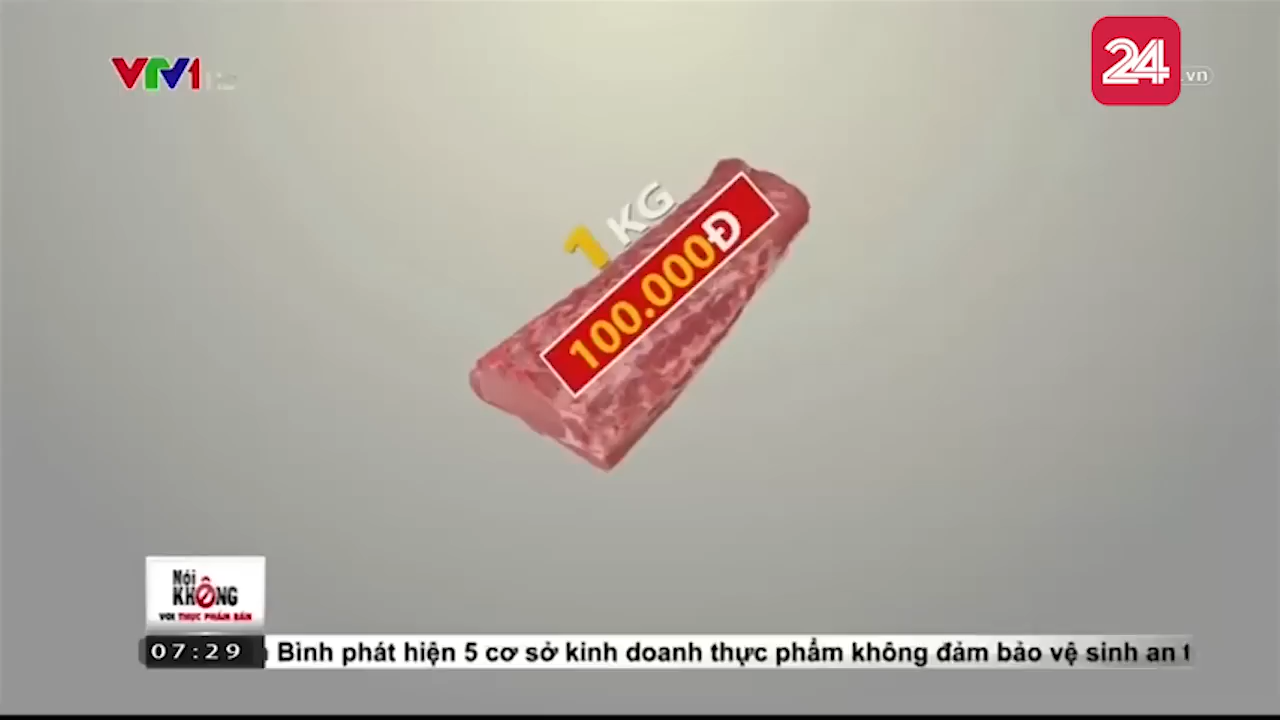 VTV1
24
.vn
1 KG
100.000Đ
Nói
KHÔNG
VỚI THỰC PHẨM BẨN
07:29
Bình phát hiện 5 cơ sở kinh doanh thực phẩm không đảm bảo vệ sinh an